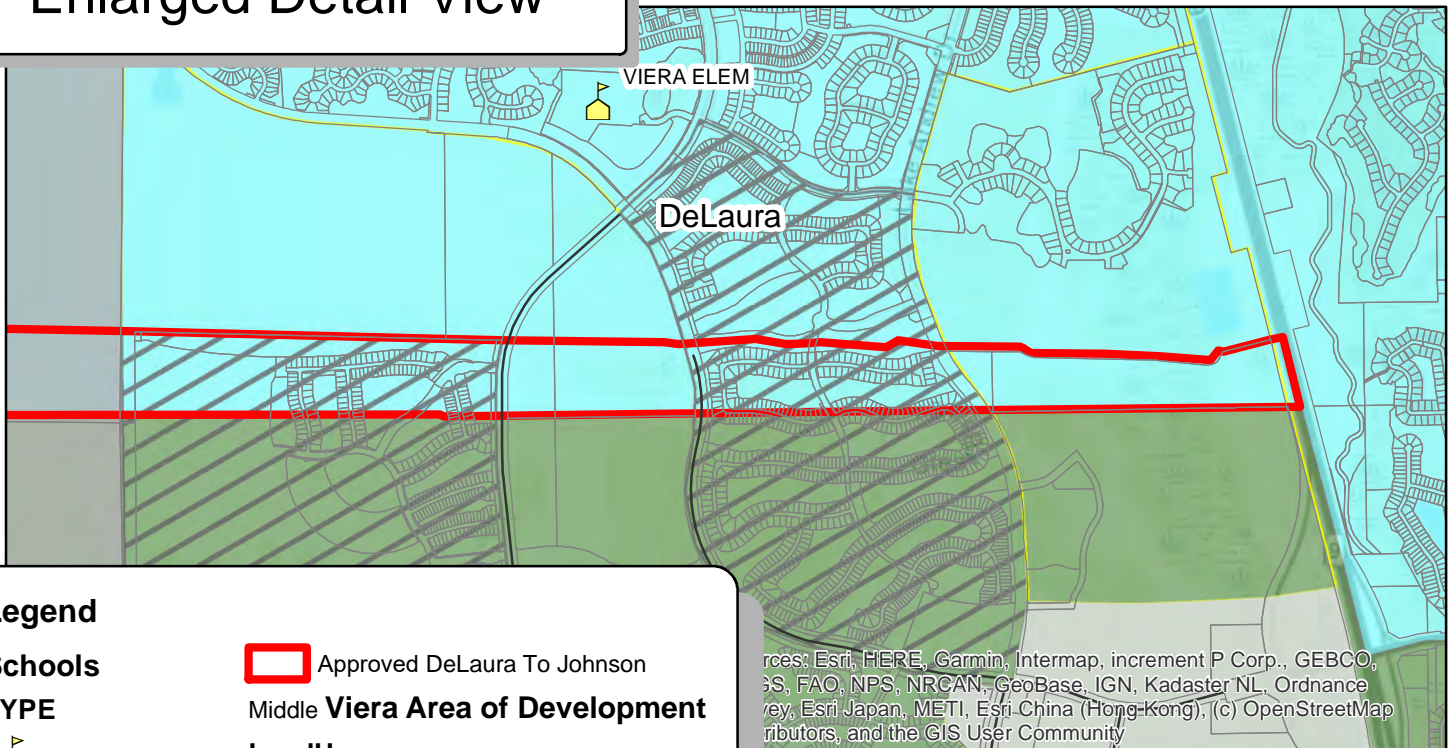 Enlarged Detail View
VIERA ELEM
DeLaura
Legend
Schools
TYPE
Approved DeLaura To Johnson
Middle Viera Area of Development
rces: Esri, HERE, Garmin, Intermap, increment P Corp., GEBCO,
GS, FAO, NPS, NRCAN, GeoBase, IGN, Kadaster NL, Ordnance
vey, Esri Japan, METI, Esri China (Hong Kong), (c) OpenStreetMap
ributors, and the GIS User Community